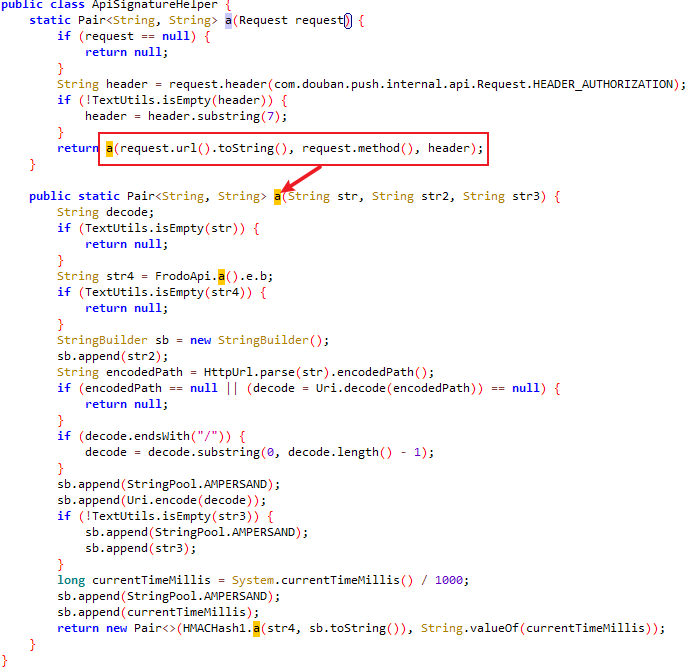 public class ApiSignatureHelper {
    static Pair<String, String> a(Request request) {
        if (request == null) {
            return null;
        }
        String header = request.header(com.douban.push.internal.api.Request.HEADER_AUTHORIZATION);
        if (!TextUtils.isEmpty(header)) {
            header = header.substring(7);
        }
        return a(request.url().toString(), request.method(), header);
    }
    public static Pair<String, String> a(String str, String str2, String str3) {
        String decode;
        if (TextUtils.isEmpty(str)) {
            return null;
        }
        String str4 = FrodoApi.a().e.b;
        if (TextUtils.isEmpty(str4)) {
            return null;
        }
        StringBuilder sb = new StringBuilder();
        sb.append(str2);
        String encodedPath = HttpUrl.parse(str).encodedPath();
        if (encodedPath == null || (decode = Uri.decode(encodedPath)) == null) {
            return null;
        }
        if (decode.endsWith("/")) {
            decode = decode.substring(0, decode.length() - 1);
        }
        sb.append(StringPool.AMPERSAND);
        sb.append(Uri.encode(decode));
        if (!TextUtils.isEmpty(str3)) {
            sb.append(StringPool.AMPERSAND);
            sb.append(str3);
        }
        long currentTimeMillis = System.currentTimeMillis() / 1000;
        sb.append(StringPool.AMPERSAND);
        sb.append(currentTimeMillis);
        return new Pair<>(HMACHash1.a(str4, sb.toString()), String.valueOf(currentTimeMillis));
    }
}